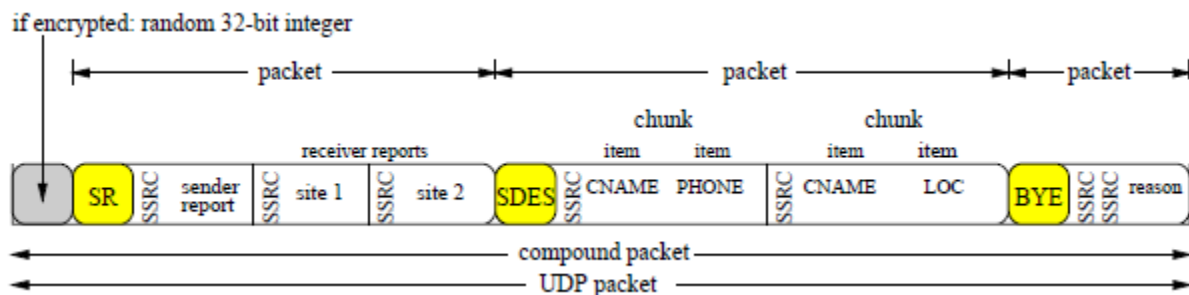 if encrypted: random 32-bit integer
packet packet packet
chunk chunk
receiver reports item item item item
SR SSRC sender report SSRC site 1 SSRC site 2 SDES SSRC CNAME PHONE SSRC CNAME LOC BYE SSRC SSRC reason
compound packet
UDP packet